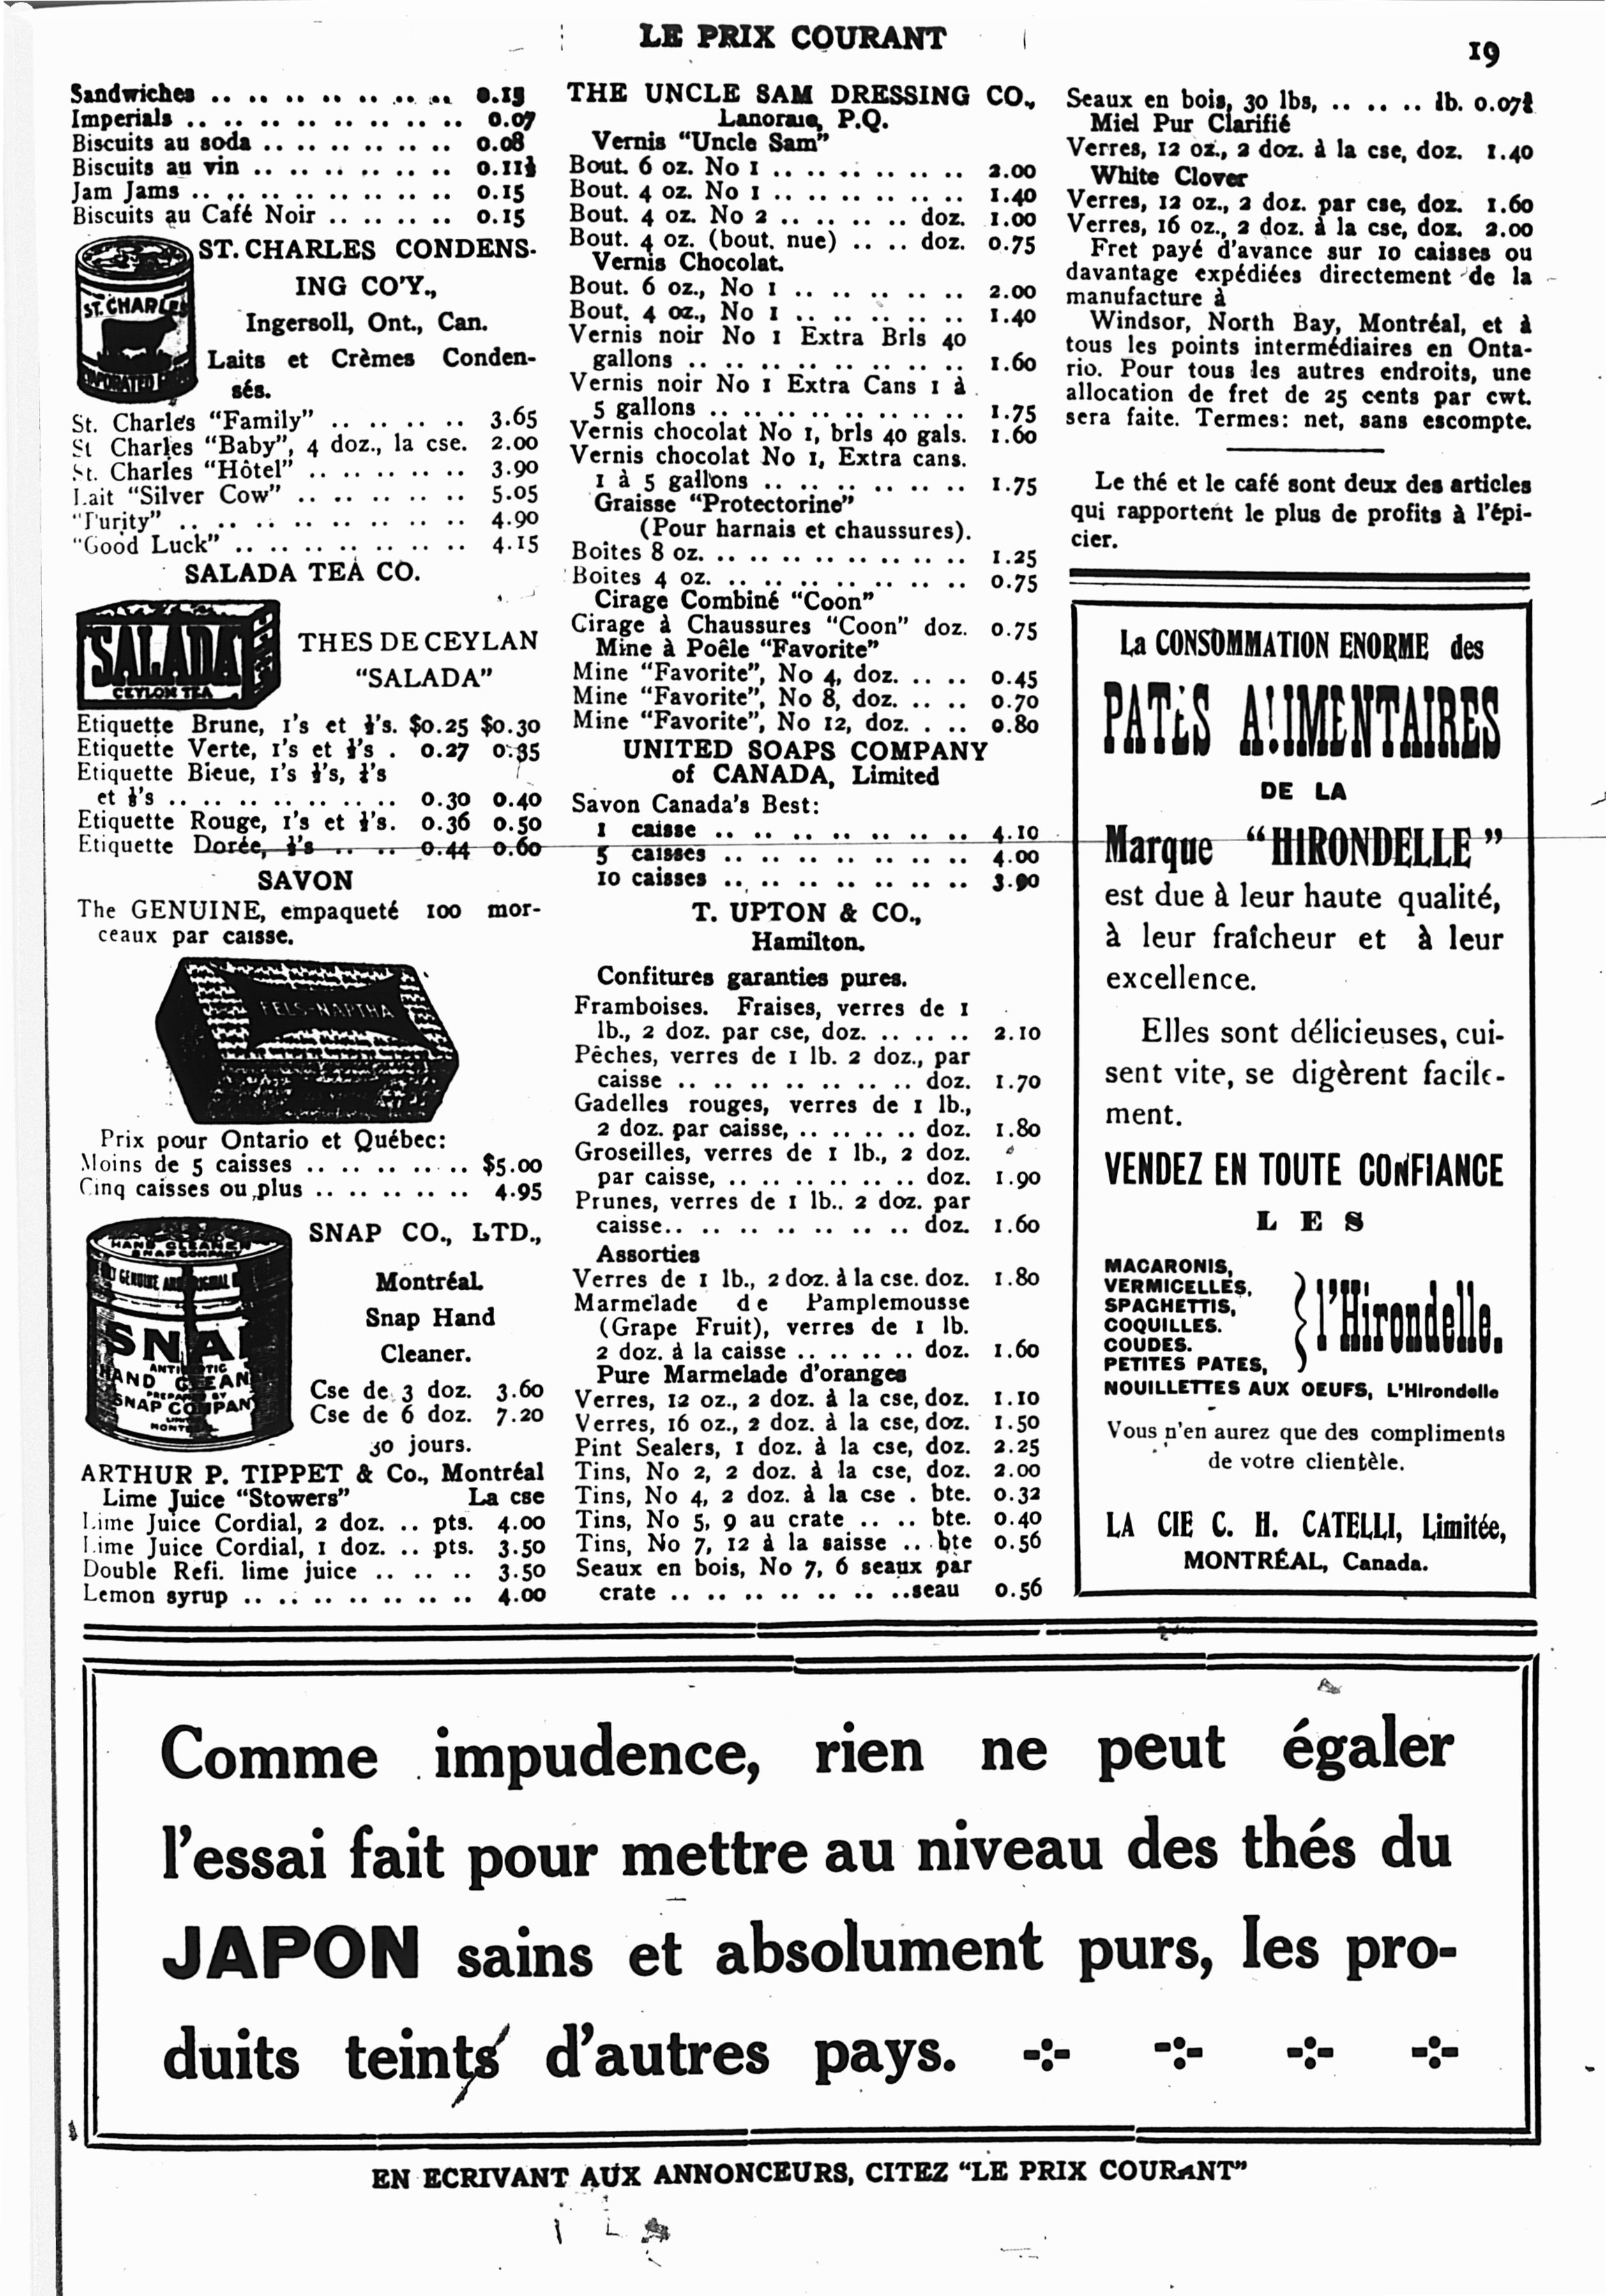 LE PRIX COURANT
19
Sandwiches .. .. .. .. .. .. .. 0.15
Imperials .. .. .. .. .. .. .. .. 0.07
Biscuits au soda .. .. .. .. .. .. 0.08
Biscuits au vin .. .. .. .. .. .. 0.11½
Jam Jams .. .. .. .. .. .. .. .. 0.15
Biscuits au Café Noir .. .. .. .. 0.15
ST. CHARLES CONDENS-
ING CO'Y.,
Ingersoll, Ont., Can.
Laits et Crèmes Conden-
sés.
ST. CHARLES
EVAPORATED
St. Charles "Family" .. .. .. .. 3.65
St Charles "Baby", 4 doz., la cse. 2.00
St. Charles "Hôtel" .. .. .. .. .. 3.90
Lait "Silver Cow" .. .. .. .. .. 5.05
"Purity" .. .. .. .. .. .. .. .. 4.90
"Good Luck" .. .. .. .. .. .. .. 4.15
SALADA TEA CO.
SALADA
CEYLON TEA
THES DE CEYLAN
"SALADA"
Etiquette Brune, 1's et ½'s. $0.25 $0.30
Etiquette Verte, 1's et ½'s . 0.27 0.35
Etiquette Bleue, 1's ½'s, ¼'s
et ⅛'s .. .. .. .. .. .. .. 0.30 0.40
Etiquette Rouge, 1's et ½'s. 0.36 0.50
Etiquette Dorée, ½'s .. .. .. 0.44 0.60
SAVON
The GENUINE, empaqueté 100 mor-
ceaux par caisse.
FELS-NAPTHA
Prix pour Ontario et Québec:
Moins de 5 caisses .. .. .. .. .. $5.00
Cinq caisses ou plus .. .. .. .. .. 4.95
SNAP CO., LTD.,
Montréal.
Snap Hand
Cleaner.
HAND CLEANER
SNAP COMPANY
GENUINE AND ORIGINAL
SNAP
ANTISEPTIC
HAND CLEANER
PREPARED BY
SNAP COMPANY
LIMITED
MONTREAL
Cse de 3 doz. 3.60
Cse de 6 doz. 7.20
30 jours.
ARTHUR P. TIPPET & Co., Montréal
Lime Juice "Stowers" La cse
Lime Juice Cordial, 2 doz. .. pts. 4.00
Lime Juice Cordial, 1 doz. .. pts. 3.50
Double Refi. lime juice .. .. .. 3.50
Lemon syrup .. .. .. .. .. .. .. 4.00
THE UNCLE SAM DRESSING CO.,
Lanoraie, P.Q.
Vernis "Uncle Sam"
Bout. 6 oz. No 1 .. .. .. .. .. .. 2.00
Bout. 4 oz. No 1 .. .. .. .. .. .. 1.40
Bout. 4 oz. No 2 .. .. .. .. doz. 1.00
Bout. 4 oz. (bout. nue) .. .. doz. 0.75
Vernis Chocolat.
Bout. 6 oz., No 1 .. .. .. .. .. 2.00
Bout. 4 oz., No 1 .. .. .. .. .. 1.40
Vernis noir No 1 Extra Brls 40
gallons .. .. .. .. .. .. .. .. 1.60
Vernis noir No 1 Extra Cans 1 à
5 gallons .. .. .. .. .. .. .. 1.75
Vernis chocolat No 1, brls 40 gals. 1.60
Vernis chocolat No 1, Extra cans.
1 à 5 gallons .. .. .. .. .. .. 1.75
Graisse "Protectorine"
(Pour harnais et chaussures).
Boites 8 oz. .. .. .. .. .. .. .. 1.25
Boites 4 oz. .. .. .. .. .. .. .. 0.75
Cirage Combiné "Coon"
Cirage à Chaussures "Coon" doz. 0.75
Mine à Poêle "Favorite"
Mine "Favorite", No 4, doz. .. .. 0.45
Mine "Favorite", No 8, doz. .. .. 0.70
Mine "Favorite", No 12, doz. . .. 0.80
UNITED SOAPS COMPANY
of CANADA, Limited
Savon Canada's Best:
1 caisse .. .. .. .. .. .. .. 4.10
5 caisses .. .. .. .. .. .. .. 4.00
10 caisses .. .. .. .. .. .. .. 3.90
T. UPTON & CO.,
Hamilton.
Confitures garanties pures.
Framboises. Fraises, verres de 1
lb., 2 doz. par cse, doz. .. .. .. 2.10
Pêches, verres de 1 lb. 2 doz., par
caisse .. .. .. .. .. .. .. doz. 1.70
Gadelles rouges, verres de 1 lb.,
2 doz. par caisse, .. .. .. .. doz. 1.80
Groseilles, verres de 1 lb., 2 doz.
par caisse, .. .. .. .. .. doz. 1.90
Prunes, verres de 1 lb.. 2 doz. par
caisse.. .. .. .. .. .. .. doz. 1.60
Assorties
Verres de 1 lb., 2 doz. à la cse. doz. 1.80
Marmelade de Pamplemousse
(Grape Fruit), verres de 1 lb.
2 doz. à la caisse .. .. .. doz. 1.60
Pure Marmelade d'oranges
Verres, 12 oz., 2 doz. à la cse, doz. 1.10
Verres, 16 oz., 2 doz. à la cse, doz. 1.50
Pint Sealers, 1 doz. à la cse, doz. 2.25
Tins, No 2, 2 doz. à la cse, doz. 2.00
Tins, No 4, 2 doz. à la cse . bte. 0.32
Tins, No 5, 9 au crate .. .. bte. 0.40
Tins, No 7, 12 à la saisse .. . bte 0.56
Seaux en bois, No 7, 6 seaux par
crate .. .. .. .. .. .. ..seau 0.56
Seaux en bois, 30 lbs, .. .. .. lb. 0.07¾
Miel Pur Clarifié
Verres, 12 oz., 2 doz. à la cse, doz. 1.40
White Clover
Verres, 12 oz., 2 doz. par cse, doz. 1.60
Verres, 16 oz., 2 doz. à la cse, doz. 2.00
Fret payé d'avance sur 10 caisses ou
davantage expédiées directement de la
manufacture à
Windsor, North Bay, Montréal, et à
tous les points intermédiaires en Onta-
rio. Pour tous les autres endroits, une
allocation de fret de 25 cents par cwt.
sera faite. Termes: net, sans escompte.
Le thé et le café sont deux des articles
qui rapportent le plus de profits à l'épi-
cier.
La CONSOMMATION ENORME des
PATES ALIMENTAIRES
DE LA
Marque "HIRONDELLE"
est due à leur haute qualité,
à leur fraîcheur et à leur
excellence.
Elles sont délicieuses, cui-
sent vite, se digèrent facile-
ment.
VENDEZ EN TOUTE CONFIANCE
LES
MACARONIS,
VERMICELLES,
SPAGHETTIS,
COQUILLES.
COUDES.
PETITES PATES,
l'Hirondelle.
NOUILLETTES AUX OEUFS, L'Hirondelle
Vous n'en aurez que des compliments
de votre clientèle.
LA CIE C. H. CATELLI, Limitée,
MONTRÉAL, Canada.
Comme impudence, rien ne peut égaler
l'essai fait pour mettre au niveau des thés du
JAPON sains et absolument purs, les pro-
duits teints d'autres pays.
EN ECRIVANT AUX ANNONCEURS, CITEZ "LE PRIX COURANT"